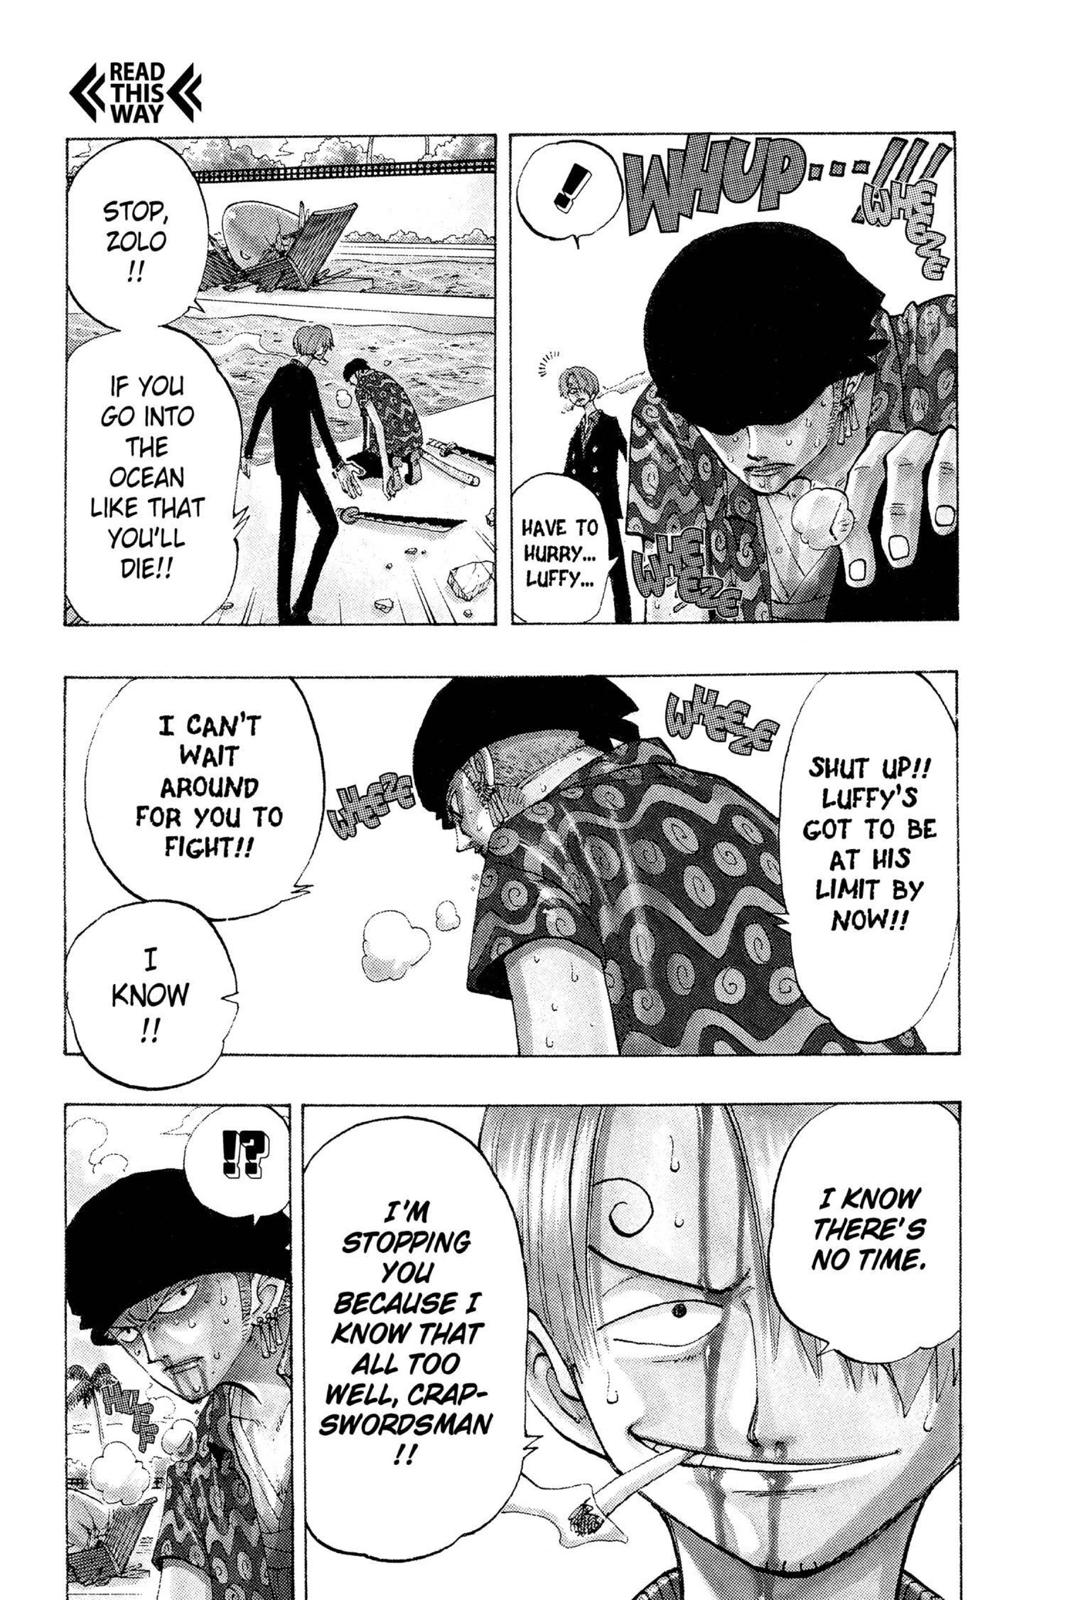 READ
THIS
WAY
!
WHUP...!!!
WHEEZE
HAVE TO
HURRY...
LUFFY...
WHEEZE
STOP,
ZOLO
!!
IF YOU
GO INTO
THE
OCEAN
LIKE THAT
YOU'LL
DIE!!
SHUT UP!!
LUFFY'S
GOT TO BE
AT HIS
LIMIT BY
NOW!!
WHEEZE
WHEEZE
I CAN'T
WAIT
AROUND
FOR YOU TO
FIGHT!!
I
KNOW
!!
I KNOW
THERE'S
NO TIME.
I'M
STOPPING
YOU
BECAUSE I
KNOW THAT
ALL TOO
WELL, CRAP-
SWORDSMAN
!!
!?